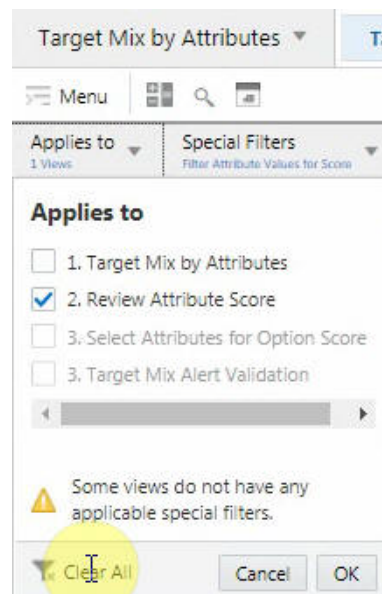 Target Mix by Attributes
Menu
Applies to
1 Views
Special Filters
Filter Attribute Values for Score
Applies to
1. Target Mix by Attributes
2. Review Attribute Score
3. Select Attributes for Option Score
3. Target Mix Alert Validation
Some views do not have any
applicable special filters.
Clear All
Cancel
OK